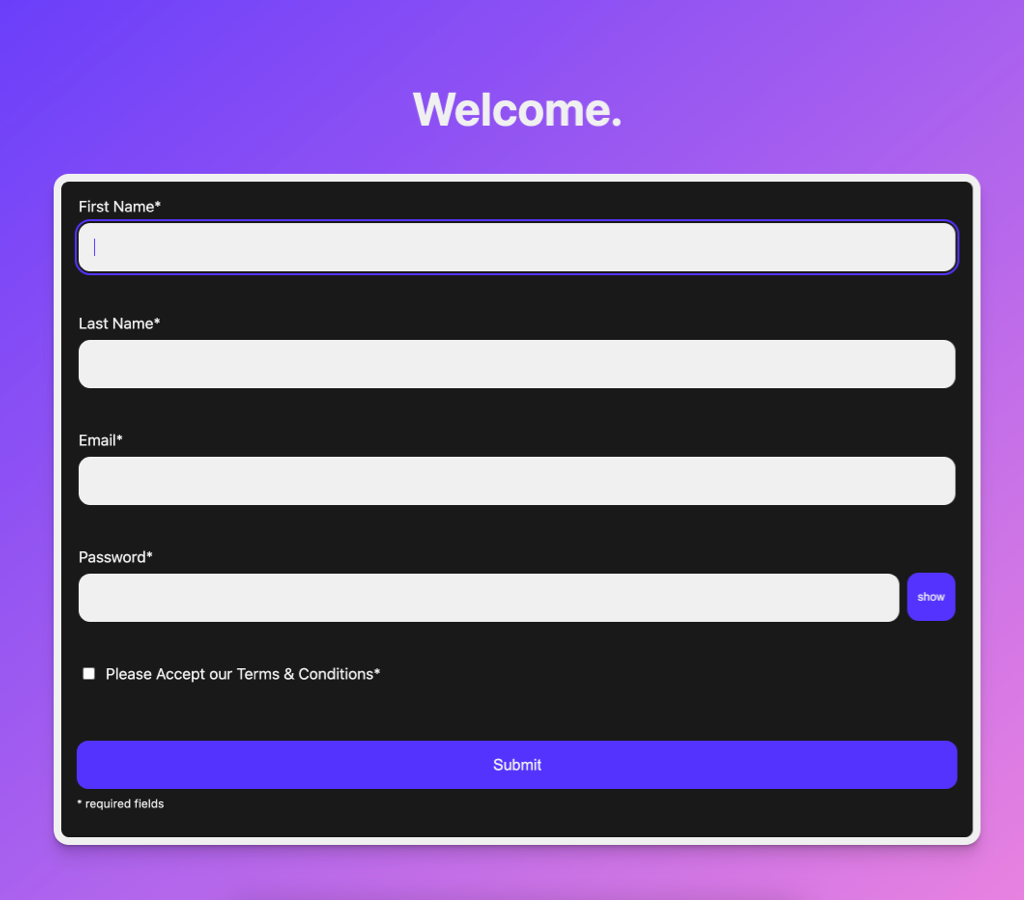 Welcome.
First Name*
Last Name*
Email*
Password*
show
Please Accept our Terms & Conditions*
Submit
* required fields